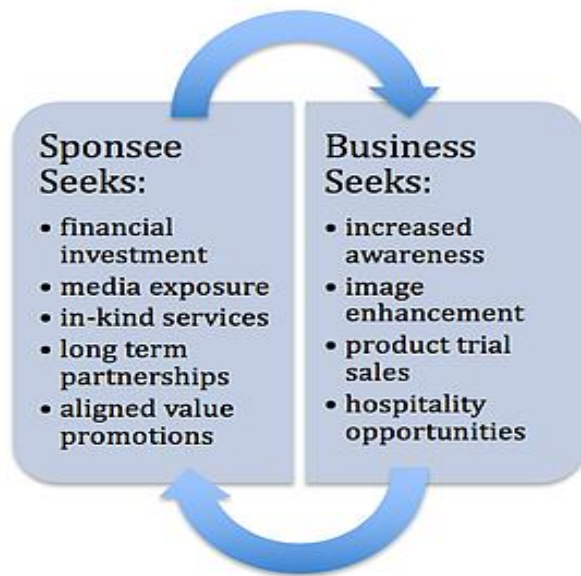 Sponsee
Seeks:
• financial
investment
• media exposure
• in-kind services
• long term
partnerships
• aligned value
promotions
Business
Seeks:
• increased
awareness
• image
enhancement
• product trial
sales
• hospitality
opportunities